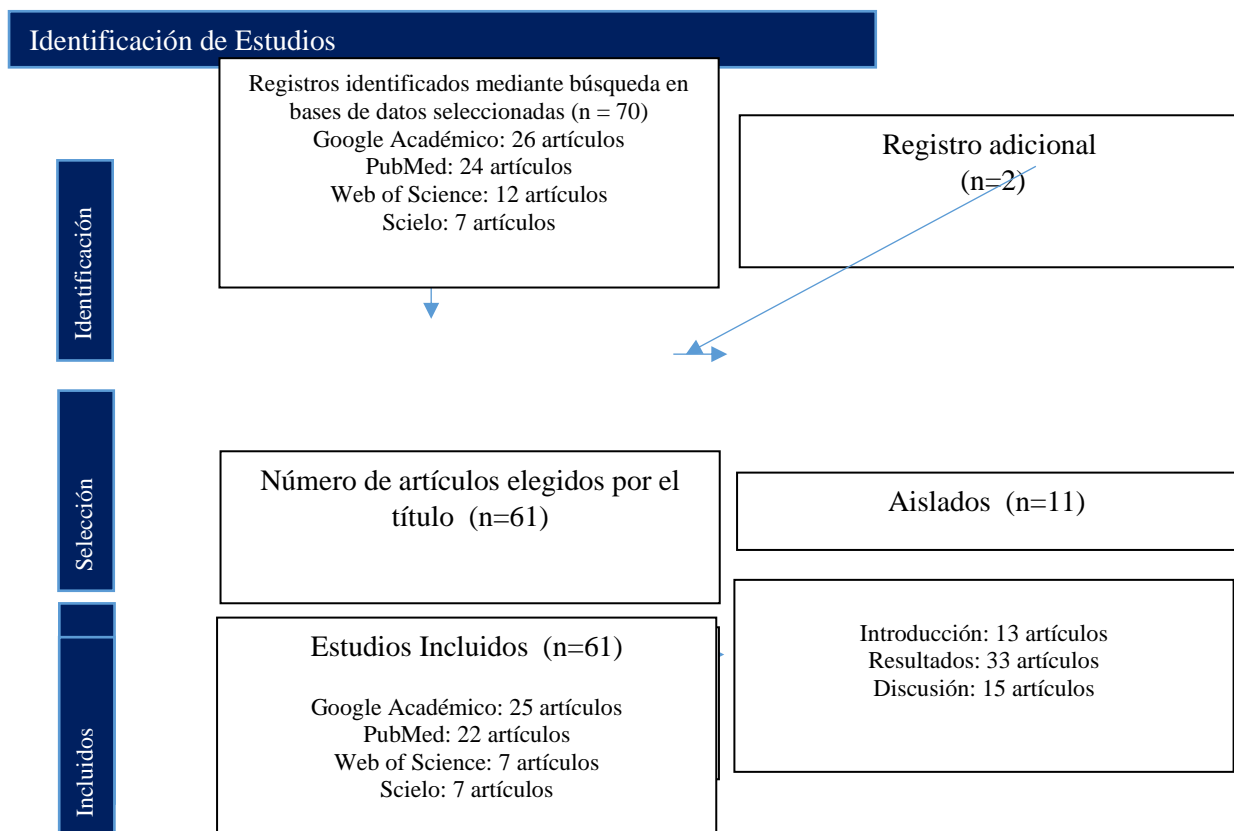 Identificación de Estudios
Registros identificados mediante búsqueda en
bases de datos seleccionadas (n = 70)
Google Académico: 26 artículos
PubMed: 24 artículos
Web of Science: 12 artículos
Scielo: 7 artículos
Registro adicional
(n=2)
Identificación
Número de artículos elegidos por el
título (n=61)
Aislados (n=11)
Selección
Estudios Incluidos (n=61)
Google Académico: 25 artículos
PubMed: 22 artículos
Web of Science: 7 artículos
Scielo: 7 artículos
Introducción: 13 artículos
Resultados: 33 artículos
Discusión: 15 artículos
Incluidos